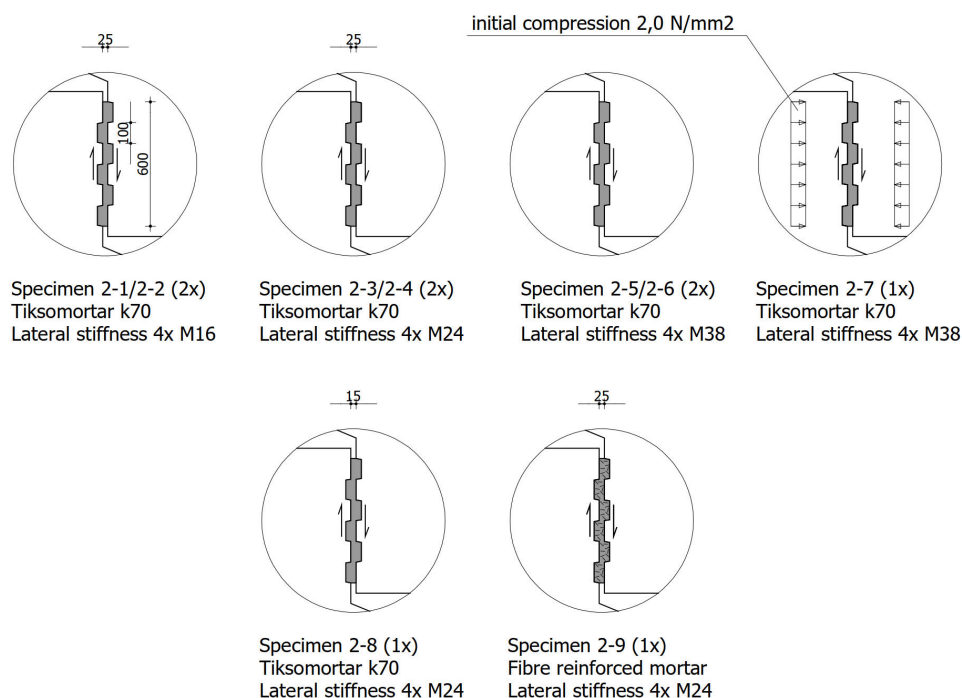 initial compression 2,0 N/mm2
25
25
100
600
Specimen 2-1/2-2 (2x)
Tiksomortar k70
Lateral stiffness 4x M16
Specimen 2-3/2-4 (2x)
Tiksomortar k70
Lateral stiffness 4x M24
Specimen 2-5/2-6 (2x)
Tiksomortar k70
Lateral stiffness 4x M38
Specimen 2-7 (1x)
Tiksomortar k70
Lateral stiffness 4x M38
15
25
Specimen 2-8 (1x)
Tiksomortar k70
Lateral stiffness 4x M24
Specimen 2-9 (1x)
Fibre reinforced mortar
Lateral stiffness 4x M24